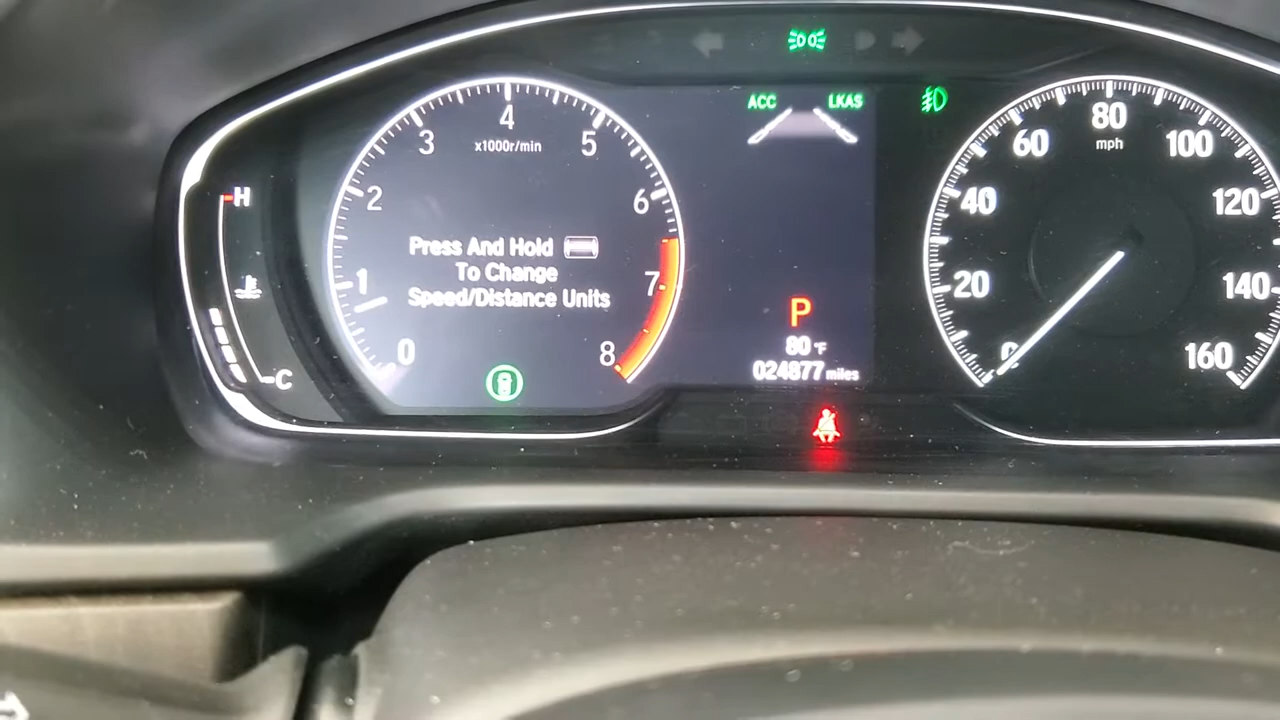 ACC
LKAS
H
C
0
1
2
3
4
5
6
7
8
x1000r/min
Press And Hold
To Change
Speed/Distance Units
P
80 °F
024877 miles
0
20
40
60
80
100
120
140
160
mph